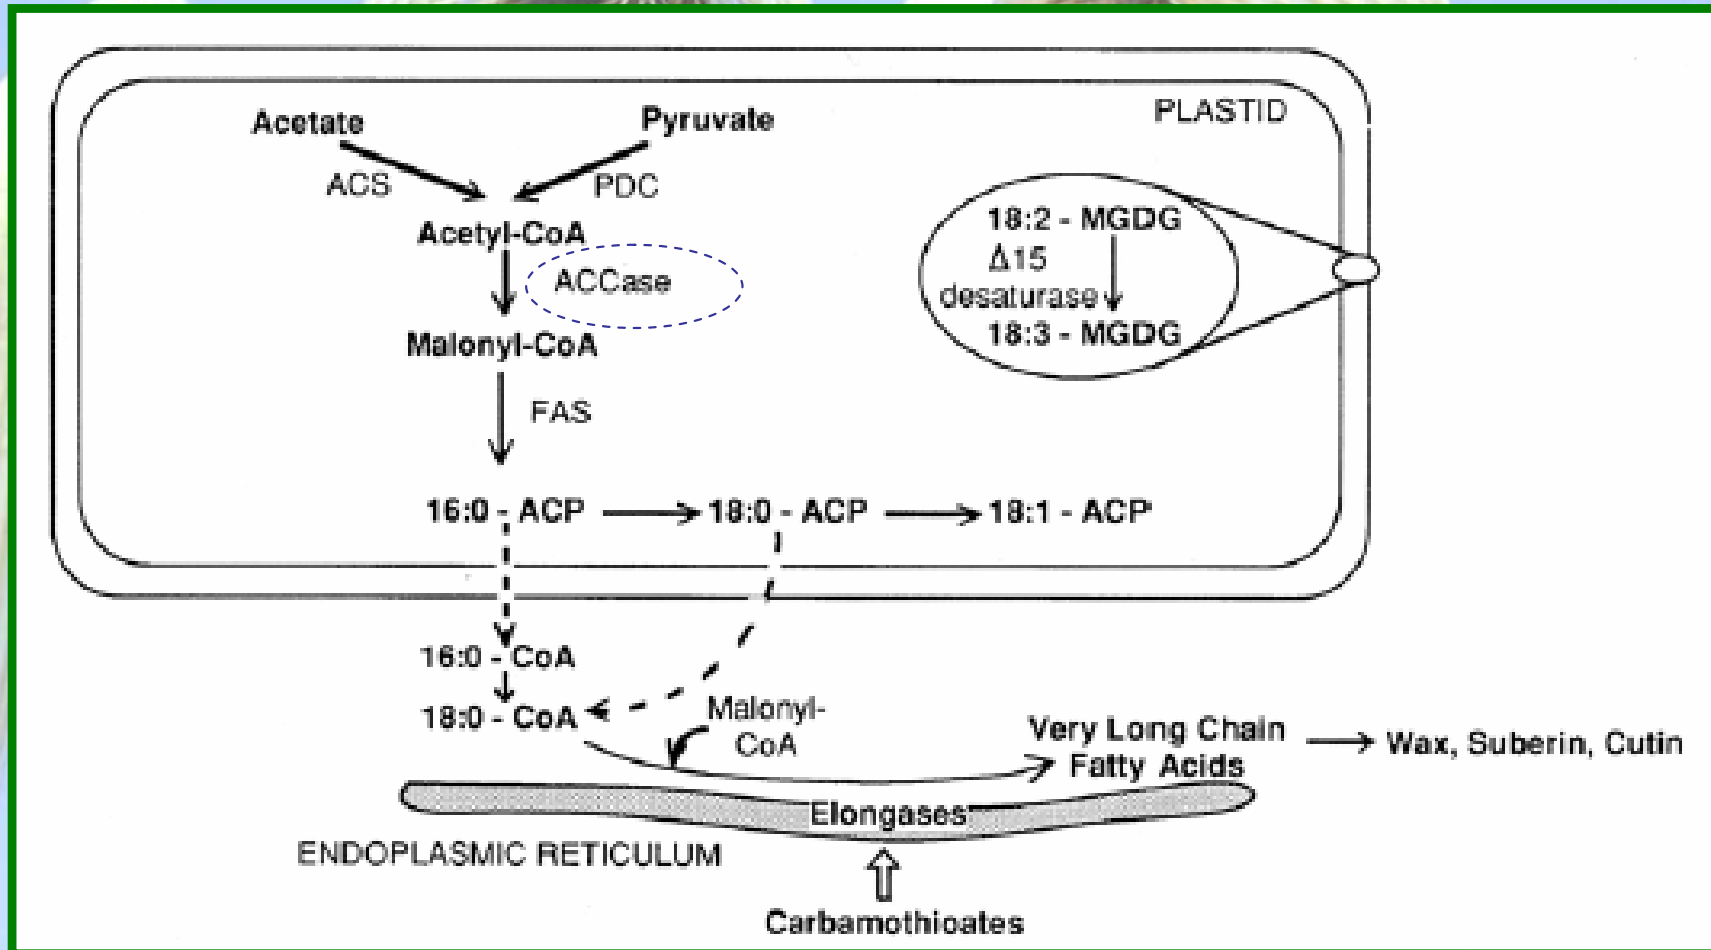 PLASTID
Acetate
Pyruvate
ACS
PDC
Acetyl-CoA
ACCase
Malonyl-CoA
FAS
18:2 - MGDG
Δ15
desaturase
18:3 - MGDG
16:0 - ACP
18:0 - ACP
18:1 - ACP
16:0 - CoA
18:0 - CoA
Malonyl-
CoA
Very Long Chain
Fatty Acids
Wax, Suberin, Cutin
Elongases
ENDOPLASMIC RETICULUM
Carbamothioates